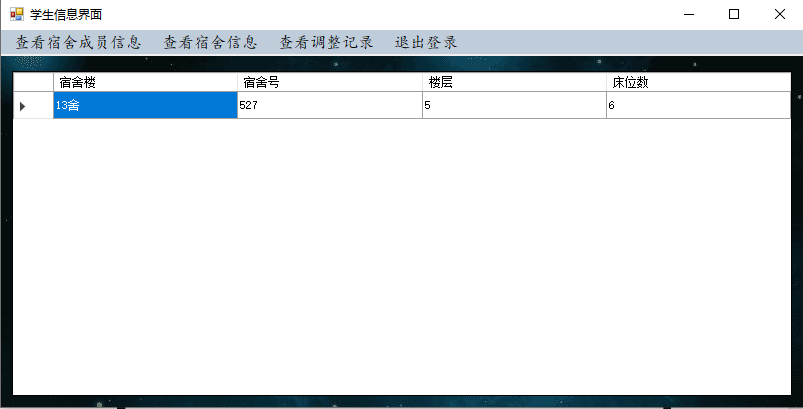 学生信息界面
查看宿舍成员信息 查看宿舍信息 查看调整记录 退出登录
宿舍楼 宿舍号 楼层 床位数
13舍 527 5 6